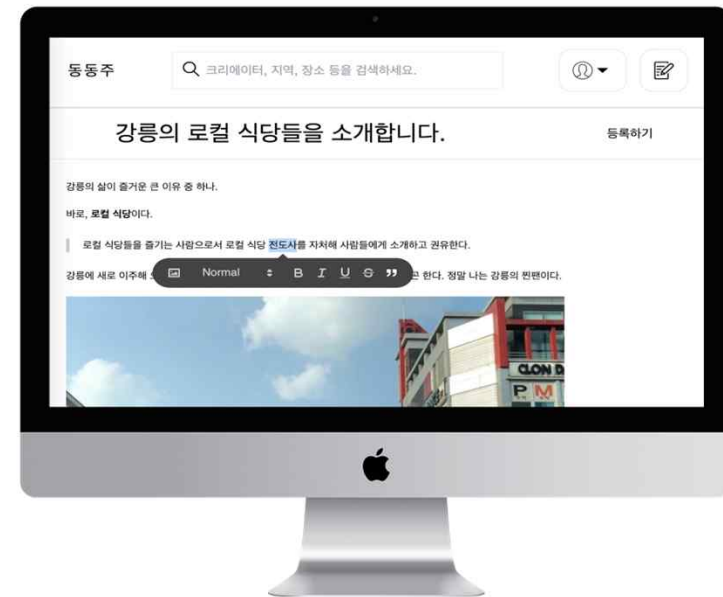 동동주
크리에이터, 지역, 장소 등을 검색하세요.
강릉의 로컬 식당들을 소개합니다.
등록하기
강릉의 삶이 즐거운 큰 이유 중 하나.
바로, 로컬 식당이다.
로컬 식당들을 즐기는 사람으로서 로컬 식당 전도사를 자처해 사람들에게 소개하고 권유한다.
Normal B I U S
강릉에 새로 이주해 한다. 정말 나는 강릉의 찐팬이다.
CLON
PM